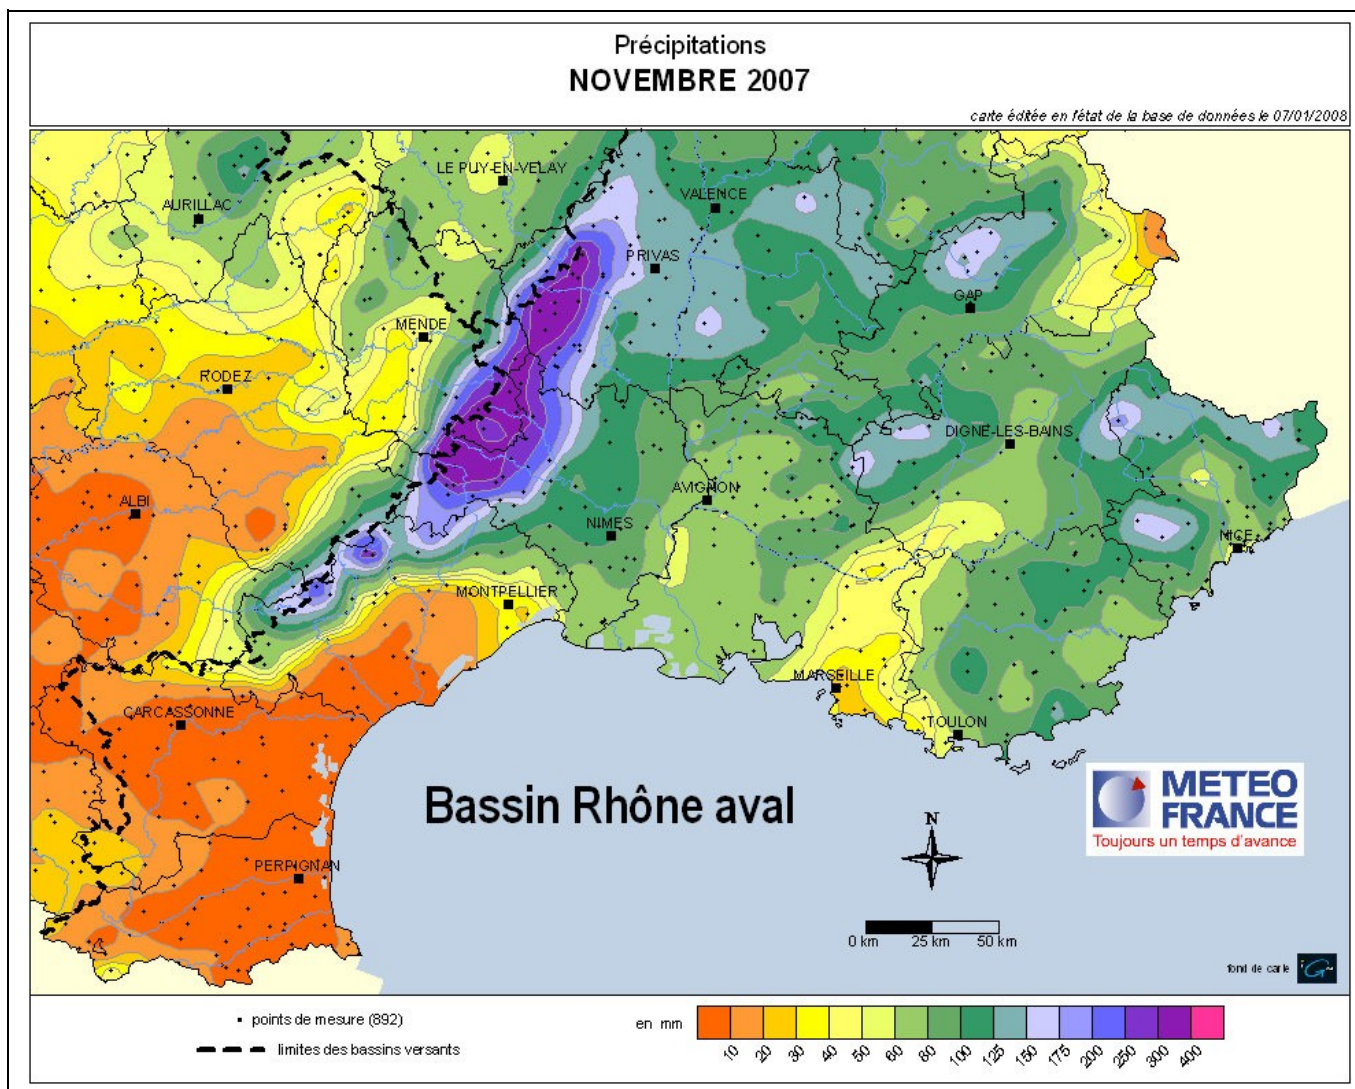 Précipitations
NOVEMBRE 2007
carte éditée en l'état de la base de données le 07/01/2008
LE PUY-EN-VELAY
AURILLAC
VALENCE
PRIVAS
GAP
MENDE
RODEZ
DIGNE-LES-BAINS
ALBI
AVIGNON
NIMES
NICE
MONTPELLIER
MARSEILLE
CARCASSONNE
TOULON
Bassin Rhône aval
METEO
FRANCE
Toujours un temps d'avance
N
PERPIGNAN
0 km 25 km 50 km
fond de carte
points de mesure (892)
limites des bassins versants
en mm
10 20 30 40 50 60 80 100 125 150 175 200 250 300 400